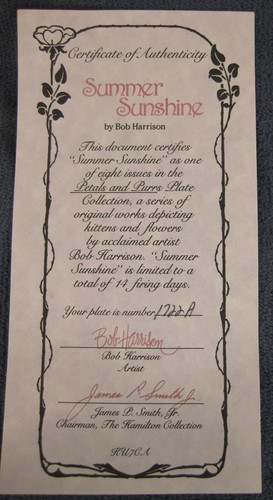 Certificate of Authenticity
Summer
Sunshine
by Bob Harrison
This document certifies
"Summer Sunshine" as one
of eight issues in the
Petals and Purrs Plate
Collection, a series of
original works depicting
kittens and flowers
by acclaimed artist
Bob Harrison. "Summer
Sunshine" is limited to a
total of 14 firing days.
Your plate is number 1722 A
Bob Harrison
Bob Harrison
Artist
James P. Smith Jr.
James P. Smith, Jr.
Chairman, The Hamilton Collection
HU7CA